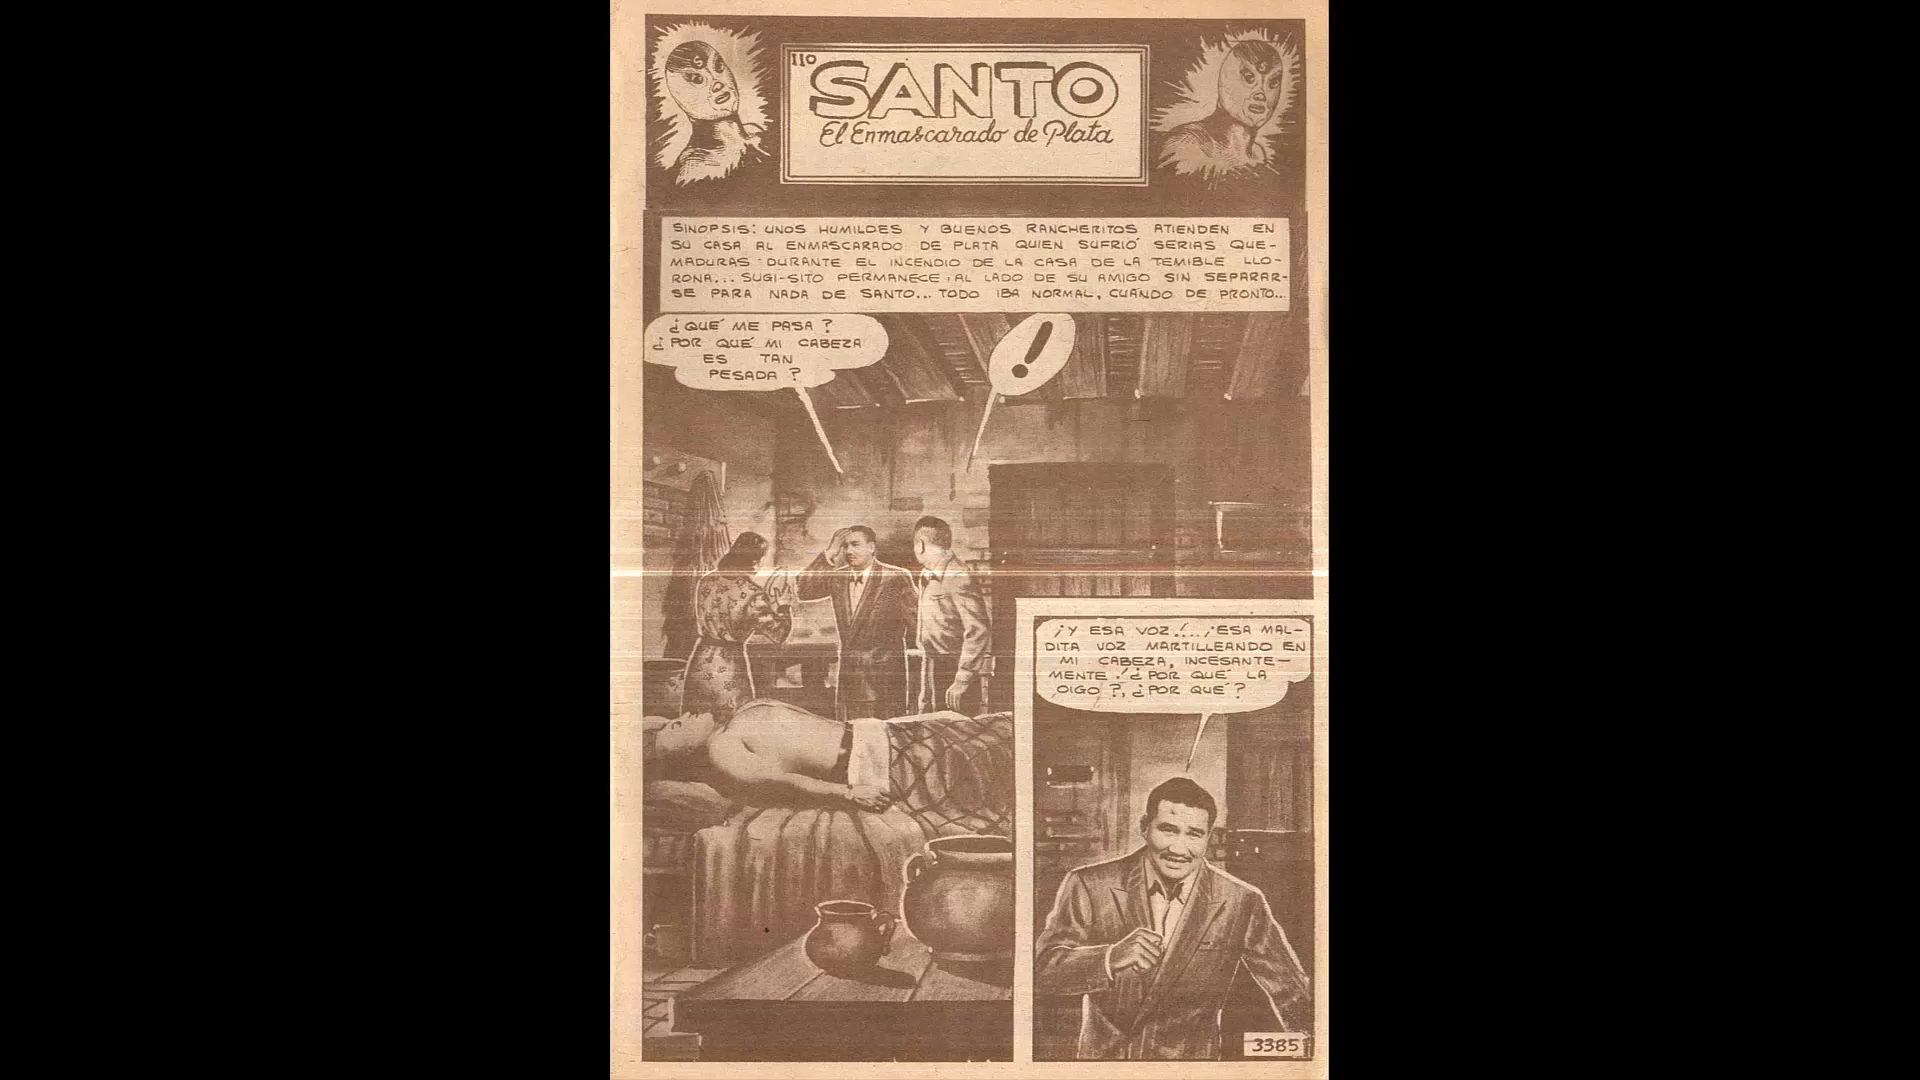 110
SANTO
El Enmascarado de Plata
SINOPSIS: UNOS HUMILDES Y BUENOS RANCHERITOS ATIENDEN EN
SU CASA AL ENMASCARADO DE PLATA QUIEN SUFRIÓ SERIAS QUE-
MADURAS DURANTE EL INCENDIO DE LA CASA DE LA TEMIBLE LLO-
RONA... SUGI-SITO PERMANECE AL LADO DE SU AMIGO SIN SEPARAR-
SE PARA NADA DE SANTO... TODO IBA NORMAL, CUÁNDO DE PRONTO...
¿QUÉ ME PASA?
¿POR QUÉ MI CABEZA
ES TAN
PESADA?
!
¡Y ESA VOZ!... ¡ESA MAL-
DITA VOZ MARTILLEANDO EN
MI CABEZA, INCESANTE-
MENTE! ¿POR QUÉ LA
OIGO?, ¿POR QUÉ?
3385